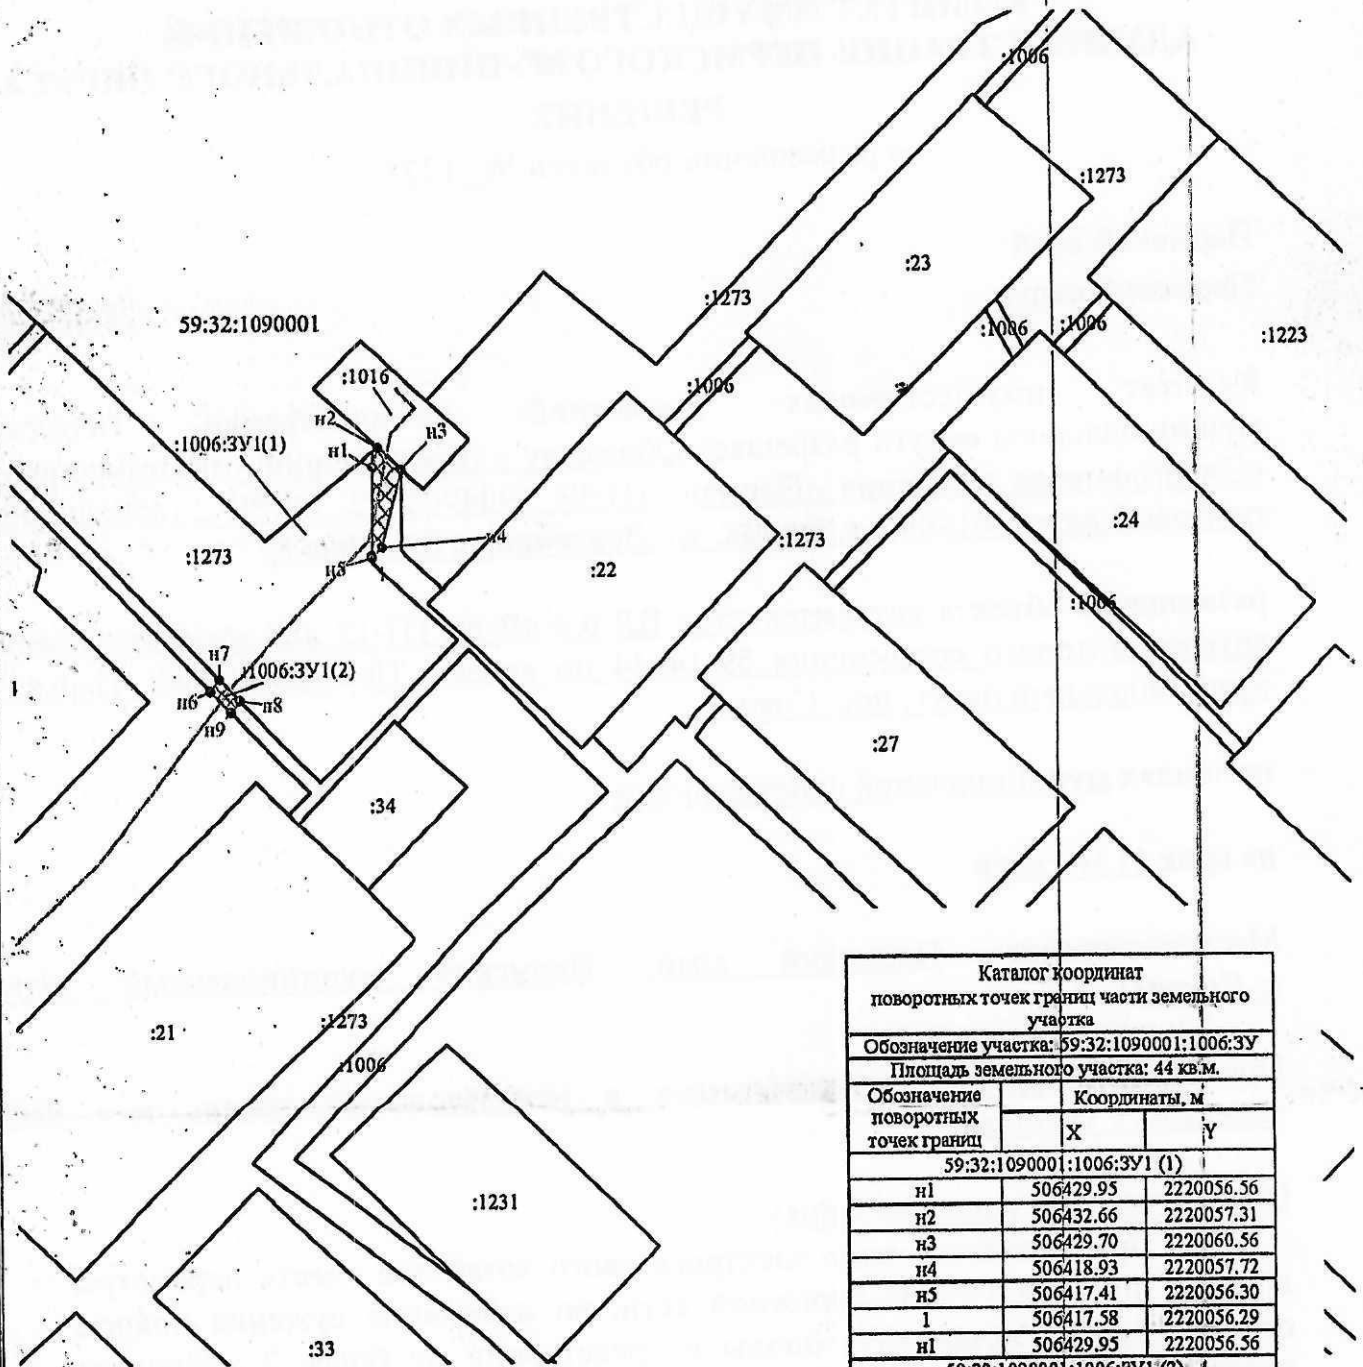 :1006
:1273
:23
:1273
59:32:1090001
:1006
:1006
:1223
:1016
:1006
н2
н3
:1006:ЗУ1(1)
н1
:24
:1273
н4
:1273
н5
1
:22
:1006
н7
:1006:ЗУ1(2)
н6
н8
н9
:27
:34
:21
:1273
:1006
:1231
:33
Каталог координат
поворотных точек границ части земельного
участка
Обозначение участка: 59:32:1090001:1006:ЗУ
Площадь земельного участка: 44 кв.м.
Обозначение поворотных точек границ Координаты, м
X Y
59:32:1090001:1006:ЗУ1 (1)
н1 506429.95 2220056.56
н2 506432.66 2220057.31
н3 506429.70 2220060.56
н4 506418.93 2220057.72
н5 506417.41 2220056.30
1 506417.58 2220056.29
н1 506429.95 2220056.56